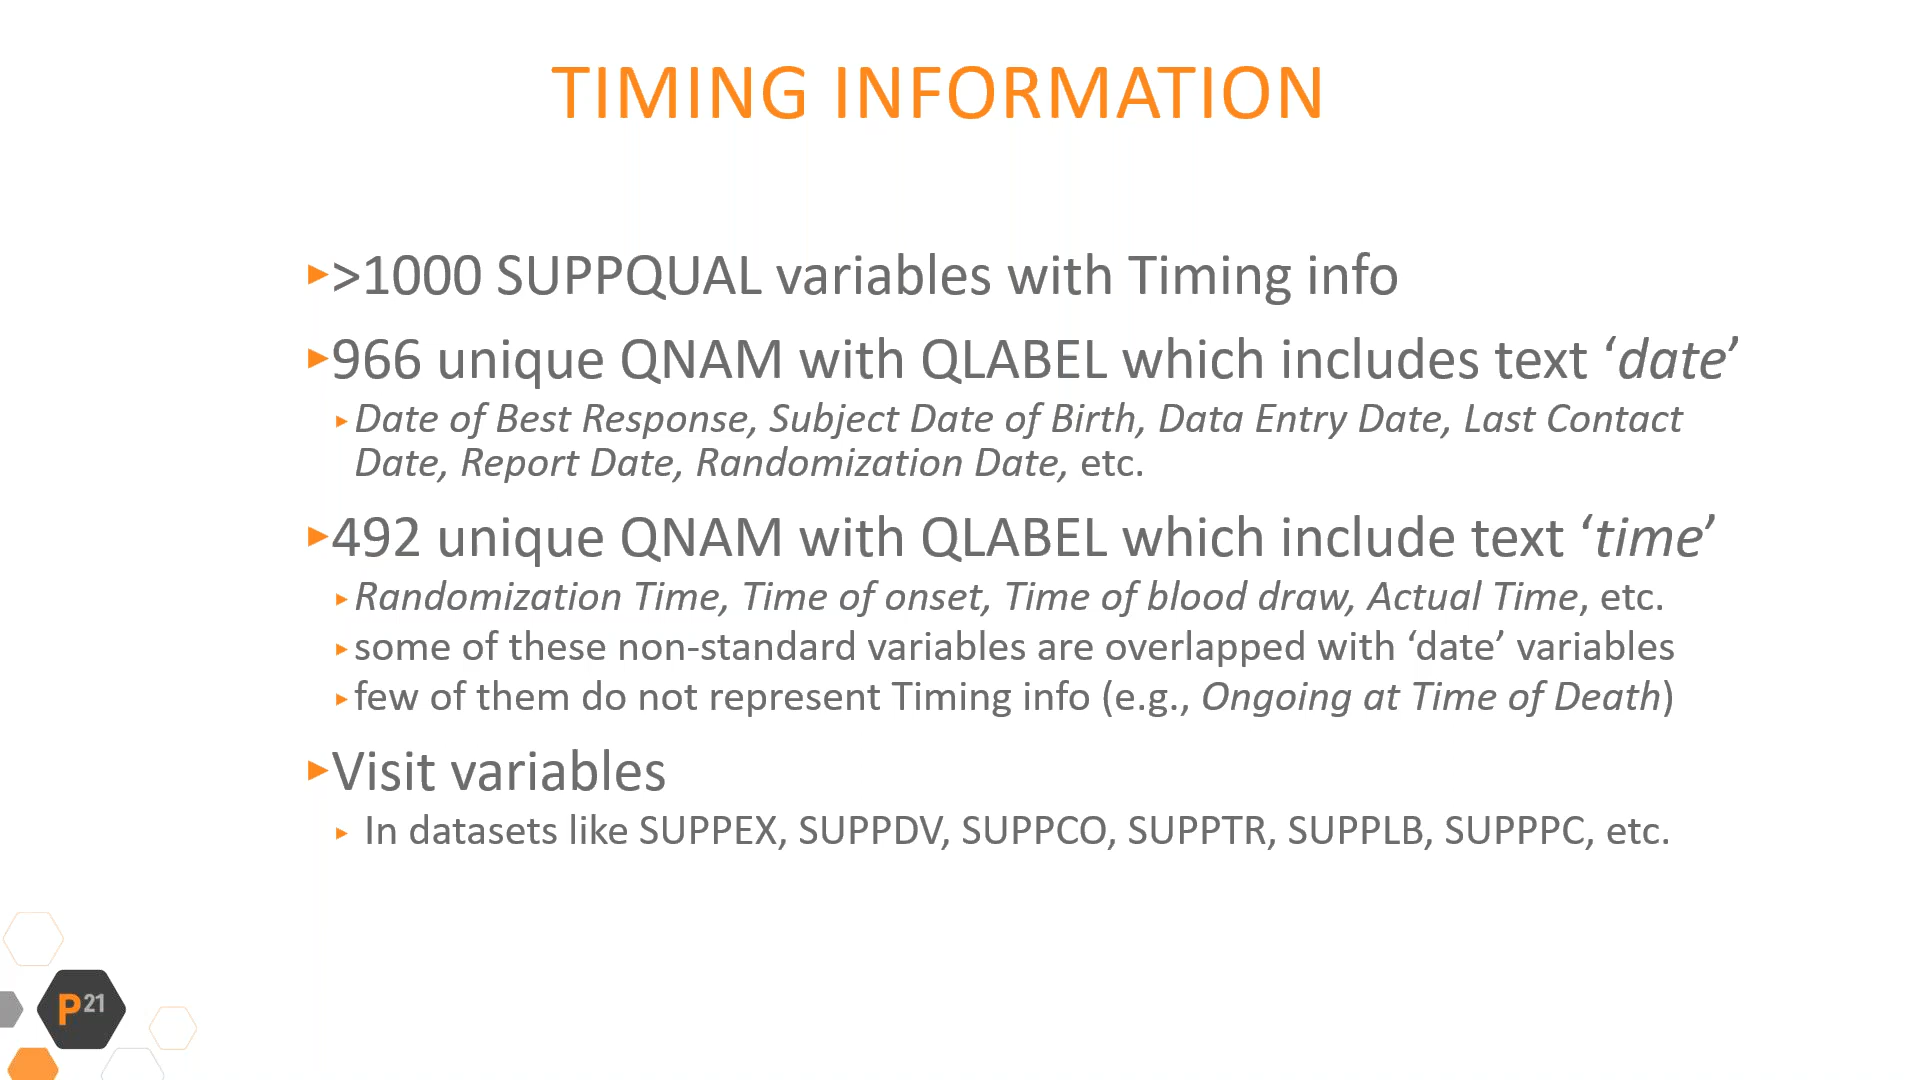 TIMING INFORMATION
>1000 SUPPQUAL variables with Timing info
966 unique QNAM with QLABEL which includes text ‘date’
Date of Best Response, Subject Date of Birth, Data Entry Date, Last Contact
Date, Report Date, Randomization Date, etc.
492 unique QNAM with QLABEL which include text ‘time’
Randomization Time, Time of onset, Time of blood draw, Actual Time, etc.
some of these non-standard variables are overlapped with ‘date’ variables
few of them do not represent Timing info (e.g., Ongoing at Time of Death)
Visit variables
In datasets like SUPPEX, SUPPDV, SUPPCO, SUPPTR, SUPPLB, SUPPPC, etc.
P21